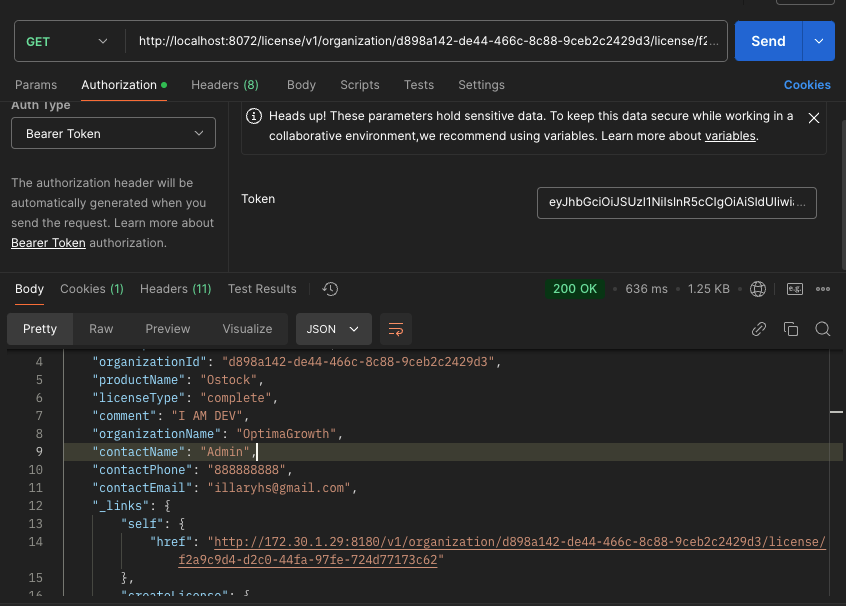 GET
http://localhost:8072/license/v1/organization/d898a142-de44-466c-8c88-9ceb2c2429d3/license/f2...
Send
Params Authorization Headers (8) Body Scripts Tests Settings Cookies
Auth Type
Bearer Token
The authorization header will be
automatically generated when you
send the request. Learn more about
Bearer Token authorization.
Heads up! These parameters hold sensitive data. To keep this data secure while working in a
collaborative environment,we recommend using variables. Learn more about variables.
Token
eyJhbGciOiJSUzI1NiIsInR5cCIgOiAiSldUIiwi...
Body Cookies (1) Headers (11) Test Results 200 OK • 636 ms • 1.25 KB • e.g.
Pretty Raw Preview Visualize JSON
4 "organizationId": "d898a142-de44-466c-8c88-9ceb2c2429d3",
5 "productName": "Ostock",
6 "licenseType": "complete",
7 "comment": "I AM DEV",
8 "organizationName": "OptimaGrowth",
9 "contactName": "Admin",
10 "contactPhone": "888888888",
11 "contactEmail": "illaryhs@gmail.com",
12 "_links": {
13 "self": {
14 "href": "http://172.30.1.29:8180/v1/organization/d898a142-de44-466c-8c88-9ceb2c2429d3/license/
f2a9c9d4-d2c0-44fa-97fe-724d77173c62"
15 },
16 "createLicense": {